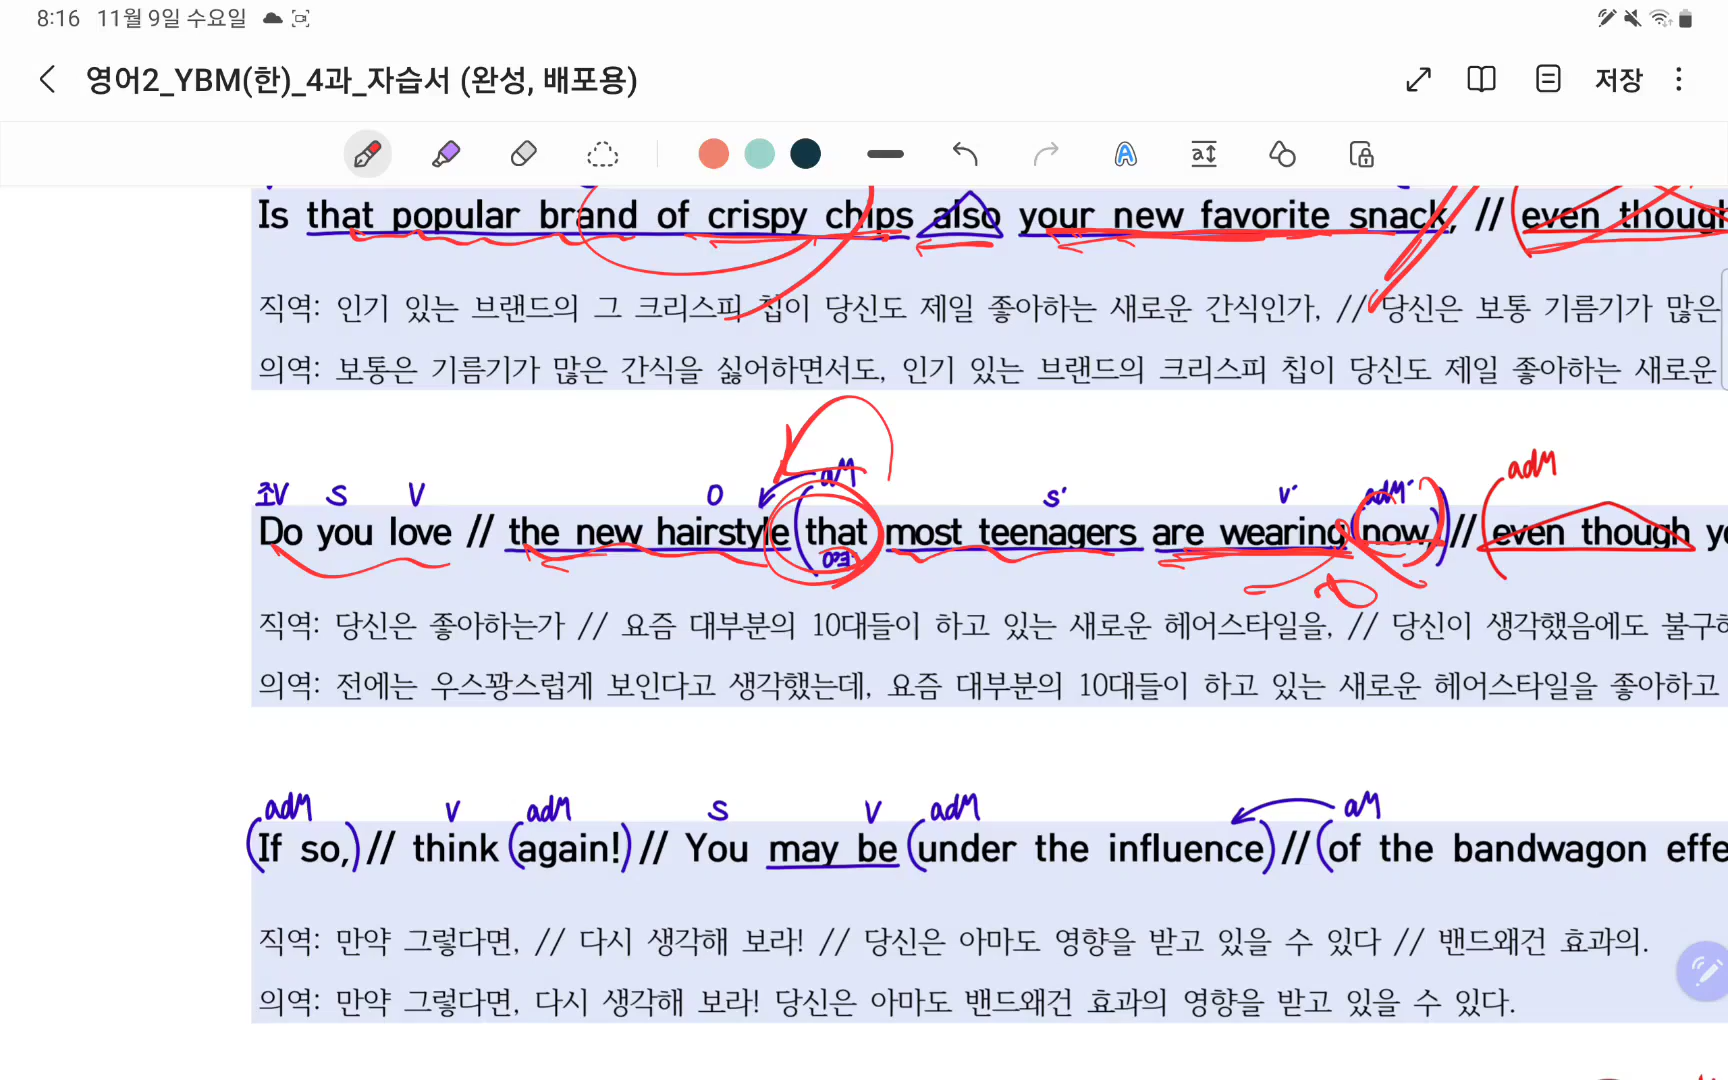 8:16 11월 9일 수요일
영어2_YBM(한)_4과_자습서 (완성, 배포용) 저장
Is that popular brand of crispy chips also your new favorite snack, // even though
직역: 인기 있는 브랜드의 그 크리스피 칩이 당신도 제일 좋아하는 새로운 간식인가, // 당신은 보통 기름기가 많은
의역: 보통은 기름기가 많은 간식을 싫어하면서도, 인기 있는 브랜드의 크리스피 칩이 당신도 제일 좋아하는 새로운
조V S V O aM S' V' adM' adM
Do you love // the new hairstyle (that most teenagers are wearing (now,)) // (even though yo
직역: 당신은 좋아하는가 // 요즘 대부분의 10대들이 하고 있는 새로운 헤어스타일을, // 당신이 생각했음에도 불구하
의역: 전에는 우스꽝스럽게 보인다고 생각했는데, 요즘 대부분의 10대들이 하고 있는 새로운 헤어스타일을 좋아하고
adM V adM S V adM aM
(If so,) // think (again!) // You may be (under the influence) // (of the bandwagon effe
직역: 만약 그렇다면, // 다시 생각해 보라! // 당신은 아마도 영향을 받고 있을 수 있다 // 밴드왜건 효과의.
의역: 만약 그렇다면, 다시 생각해 보라! 당신은 아마도 밴드왜건 효과의 영향을 받고 있을 수 있다.